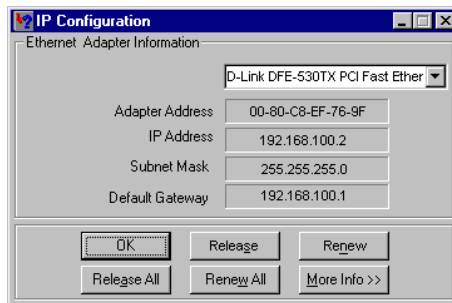 IP Configuration
Ethernet Adapter Information
D-Link DFE-530TX PCI Fast Ether
Adapter Address 00-80-C8-EF-76-9F
IP Address 192.168.100.2
Subnet Mask 255.255.255.0
Default Gateway 192.168.100.1
OK Release Renew
Release All Renew All More Info >>